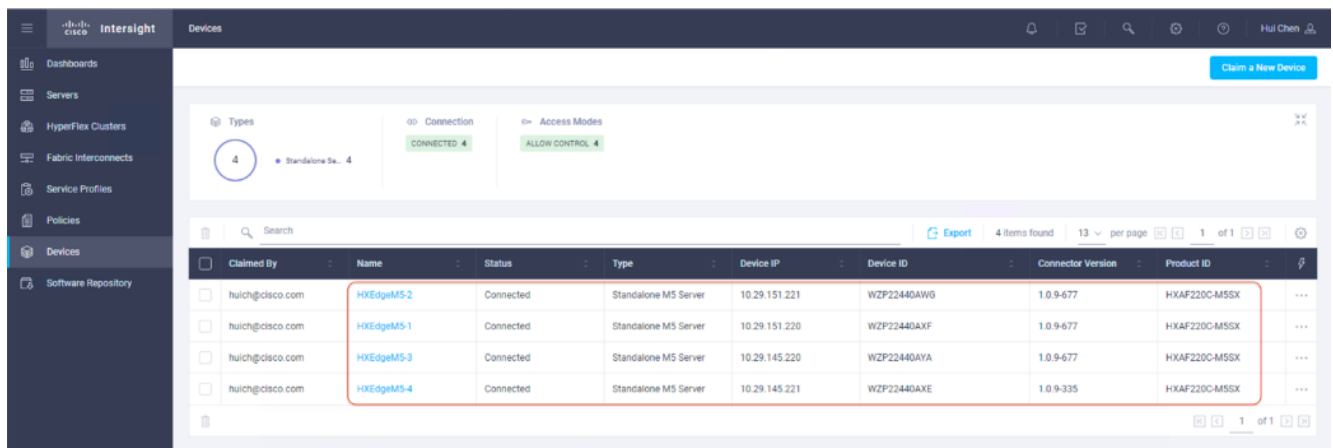 cisco Intersight Devices Hui Chen
Dashboards
Servers
HyperFlex Clusters
Fabric Interconnects
Service Profiles
Policies
Devices
Software Repository
Claim a New Device
Types Connection Access Modes
4 Standalone Se... 4 CONNECTED 4 ALLOW CONTROL 4
Search Export 4 items found 13 per page 1 of 1
Claimed By Name Status Type Device IP Device ID Connector Version Product ID
huich@cisco.com HXEdgeM5-2 Connected Standalone M5 Server 10.29.151.221 WZP22440AWG 1.0.9-677 HXAF220C-M5SX ...
huich@cisco.com HXEdgeM5-1 Connected Standalone M5 Server 10.29.151.220 WZP22440AXF 1.0.9-677 HXAF220C-M5SX ...
huich@cisco.com HXEdgeM5-3 Connected Standalone M5 Server 10.29.145.220 WZP22440AYA 1.0.9-677 HXAF220C-M5SX ...
huich@cisco.com HXEdgeM5-4 Connected Standalone M5 Server 10.29.145.221 WZP22440AXE 1.0.9-335 HXAF220C-M5SX ...
1 of 1